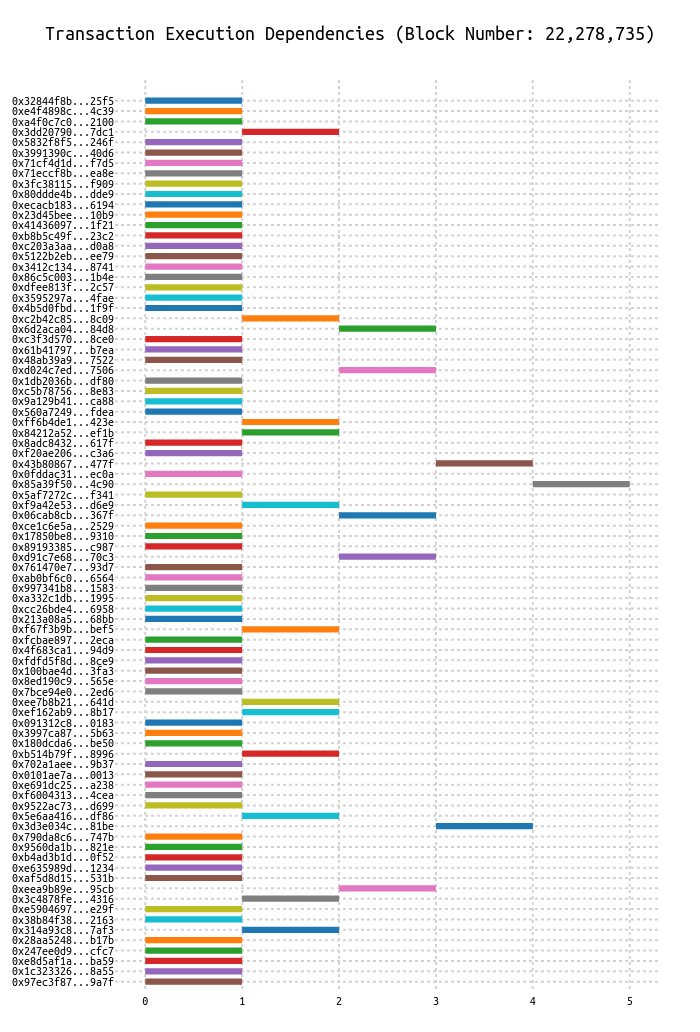 Transaction Execution Dependencies (Block Number: 22,278,735)
0x32844f8b...25f5
0xe4f4898c...4c39
0xa4f0c7c0...2100
0x3dd20790...7dc1
0x5832f8f5...246f
0x3991390c...40d6
0x71cf4d1d...f7d5
0x71eccf8b...ea8e
0x3fc38115...f909
0x80ddde4b...dde9
0xecacb183...6194
0x23d45bee...10b9
0x41436097...1f21
0xb8b5c49f...23c2
0xc203a3aa...d0a8
0x5122b2eb...ee79
0x3412c134...8741
0x86c5c003...1b4e
0xdfee813f...2c57
0x3595297a...4fae
0x4b5d0fbd...1f9f
0xc2b42c85...8c09
0x6d2aca04...84d8
0xc3f3d570...8ce0
0x61b41797...b7ea
0x48ab39a9...7522
0xd024c7ed...7506
0x1db2036b...df80
0xc5b78756...8e83
0x9a129b41...ca88
0x560a7249...fdea
0xff6b4de1...423e
0x84212a52...ef1b
0x8adc8432...617f
0xf20ae206...c3a6
0x43b80867...477f
0x0fddac31...ec0a
0x85a39f50...4c90
0x5af7272c...f341
0xf9a42e53...d6e9
0x06cab8cb...367f
0xce1c6e5a...2529
0x17850be8...9310
0x89193385...c987
0xd91c7e68...70c3
0x761470e7...93d7
0xab0bf6c0...6564
0x997341b8...1583
0xa332c1db...1995
0xcc26bde4...6958
0x213a08a5...68bb
0xf67f3b9b...bef5
0xfcbae897...2eca
0x4f683ca1...94d9
0xfdfd5f8d...8ce9
0x100bae4d...3fa3
0x8ed190c9...565e
0x7bce94e0...2ed6
0xee7b8b21...641d
0xef162ab9...8b17
0x091312c8...0183
0x3997ca87...5b63
0x180dcda6...be50
0xb514b79f...8996
0x702a1aee...9b37
0x0101ae7a...0013
0xe691dc25...a238
0xf6004313...4cea
0x9522ac73...d699
0x5e6aa416...df86
0x3d3e034c...81be
0x790da8c6...747b
0x9560da1b...821e
0xb4ad3b1d...0f52
0xe635989d...1234
0xaf5d8d15...531b
0xeea9b89e...95cb
0x3c4878fe...4316
0xe5904697...e29f
0x38b84f38...2163
0x314a93c8...7af3
0x28aa5248...b17b
0x247ee0d9...cfc7
0xe8d5af1a...ba59
0x1c323326...8a55
0x97ec3f87...9a7f
0 1 2 3 4 5